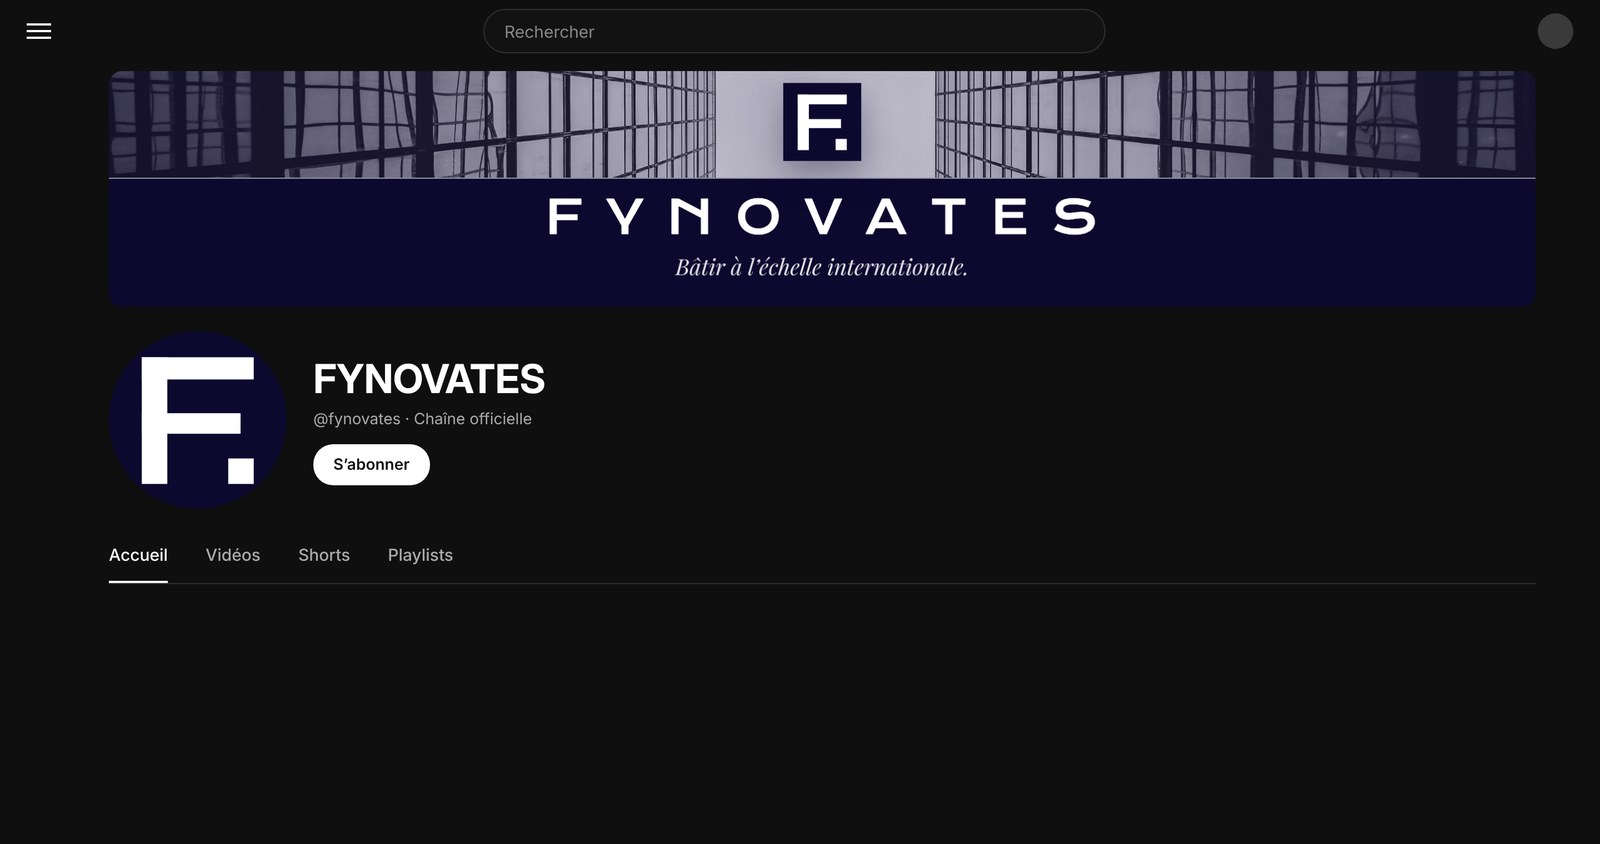 Rechercher
F.
FYNOVATES
Bâtir à l’échelle internationale.
F.
FYNOVATES
@fynovates · Chaîne officielle
S’abonner
Accueil
Vidéos
Shorts
Playlists